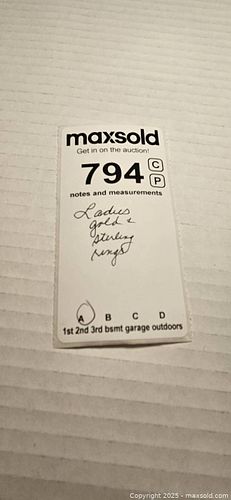 maxsold
Get in on the auction!
794 C
P
notes and measurements
Ladies
gold &
sterling
rings
A B C D
1st 2nd 3rd bsmt garage outdoors
Copyright © 2025 - maxsold.com